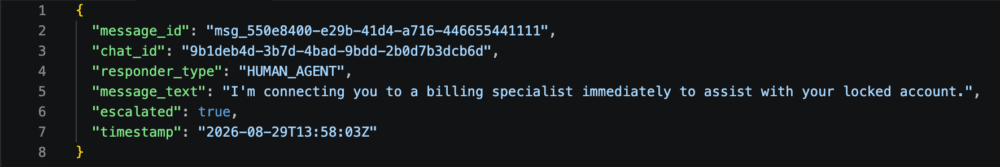 1 {
2 "message_id": "msg_550e8400-e29b-41d4-a716-446655441111",
3 "chat_id": "9b1deb4d-3b7d-4bad-9bdd-2b0d7b3dcb6d",
4 "responder_type": "HUMAN_AGENT",
5 "message_text": "I'm connecting you to a billing specialist immediately to assist with your locked account.",
6 "escalated": true,
7 "timestamp": "2026-08-29T13:58:03Z"
8 }